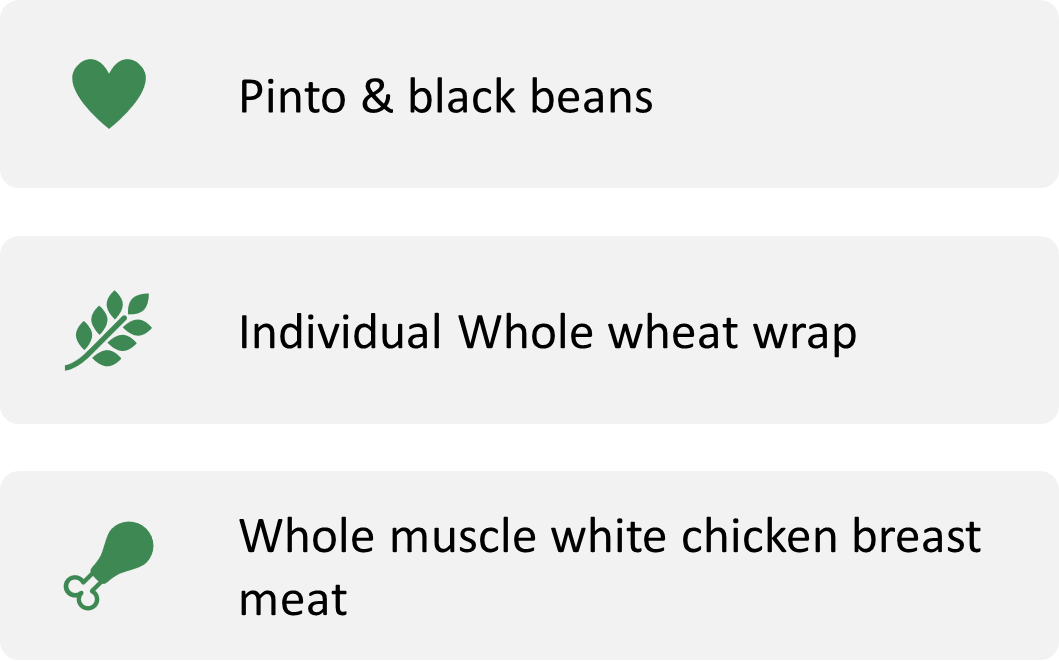 Pinto & black beans
Individual Whole wheat wrap
Whole muscle white chicken breast
meat